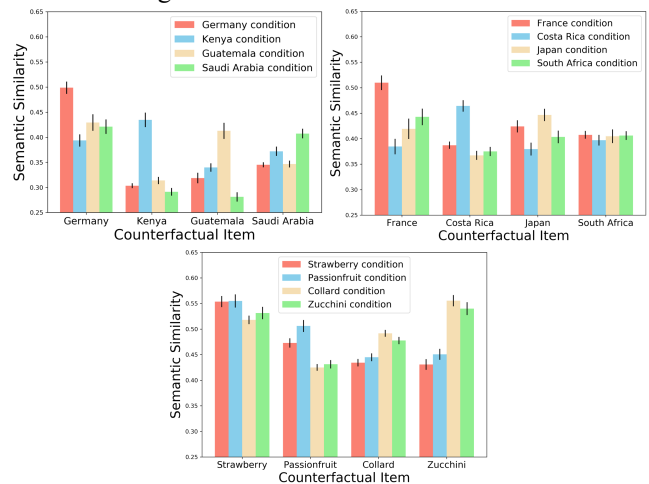 0.65
0.60
0.55
0.50
0.45
0.40
0.35
0.30
0.25
Semantic Similarity
Germany condition
Kenya condition
Guatemala condition
Saudi Arabia condition
Germany Kenya Guatemala Saudi Arabia
Counterfactual Item
0.65
0.60
0.55
0.50
0.45
0.40
0.35
0.30
0.25
Semantic Similarity
France condition
Costa Rica condition
Japan condition
South Africa condition
France Costa Rica Japan South Africa
Counterfactual Item
0.65
0.60
0.55
0.50
0.45
0.40
0.35
0.30
0.25
Semantic Similarity
Strawberry condition
Passionfruit condition
Collard condition
Zucchini condition
Strawberry Passionfruit Collard Zucchini
Counterfactual Item